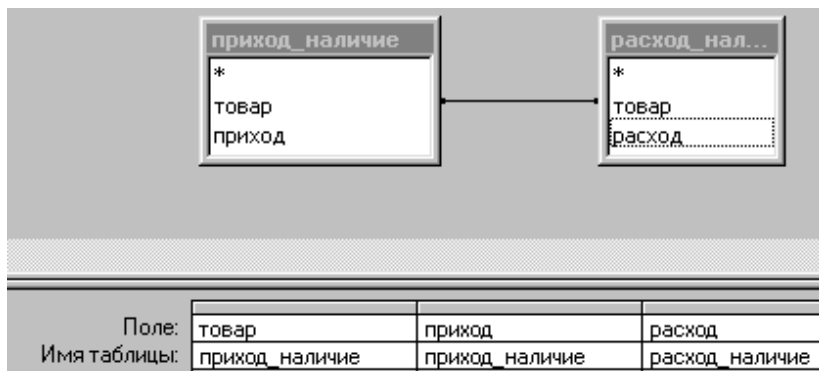 приход_наличие
*
товар
приход
расход_нал...
*
товар
расход
Поле: товар приход расход
Имя таблицы: приход_наличие приход_наличие расход_наличие